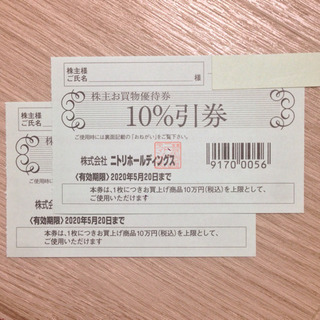 株主様
ご氏名
様
株主お買物優待券
10%引券
ご使用時には裏面記載の「おねがい」をご覧下さい。
株式会社 ニトリホールディングス
〈有効期限〉2020年5月20日まで
9170 0056
本券は、1枚につきお買上げ商品10万円(税込)を上限として、
ご使用いただけます
株主様
ご氏名
株
株式会
〈有効期限〉2020年5月20日まで
本券は、1枚につきお買上げ商品10万円(税込)を上限として、
ご使用いただけます